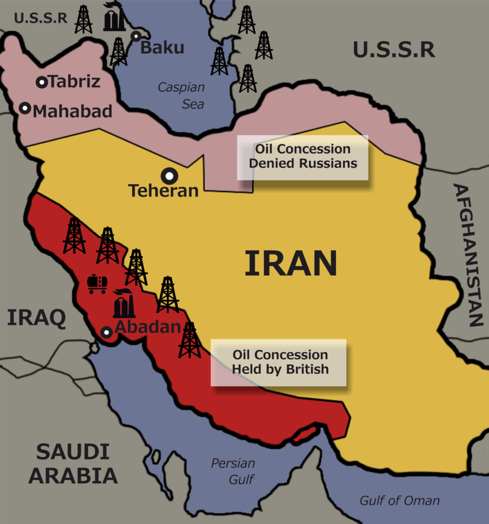 U.S.S.R
Baku
U.S.S.R
Caspian
Sea
Tabriz
Mahabad
Oil Concession
Denied Russians
Teheran
AFGHANISTAN
IRAN
IRAQ
Abadan
Oil Concession
Held by British
SAUDI
ARABIA
Persian
Gulf
Gulf of Oman